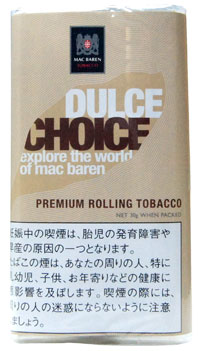 MAC BAREN
TOBACCO
DULCE
CHOICE
explore the world
of mac baren
PREMIUM ROLLING TOBACCO
NET 30g WHEN PACKED
妊娠中の喫煙は、胎児の発育障害や
早産の原因の一つとなります。
たばこの煙は、あなたの周りの人、特に
乳幼児、子供、お年寄りなどの健康に
悪影響を及ぼします。喫煙の際には、
周りの人の迷惑にならないように注意
しましょう。